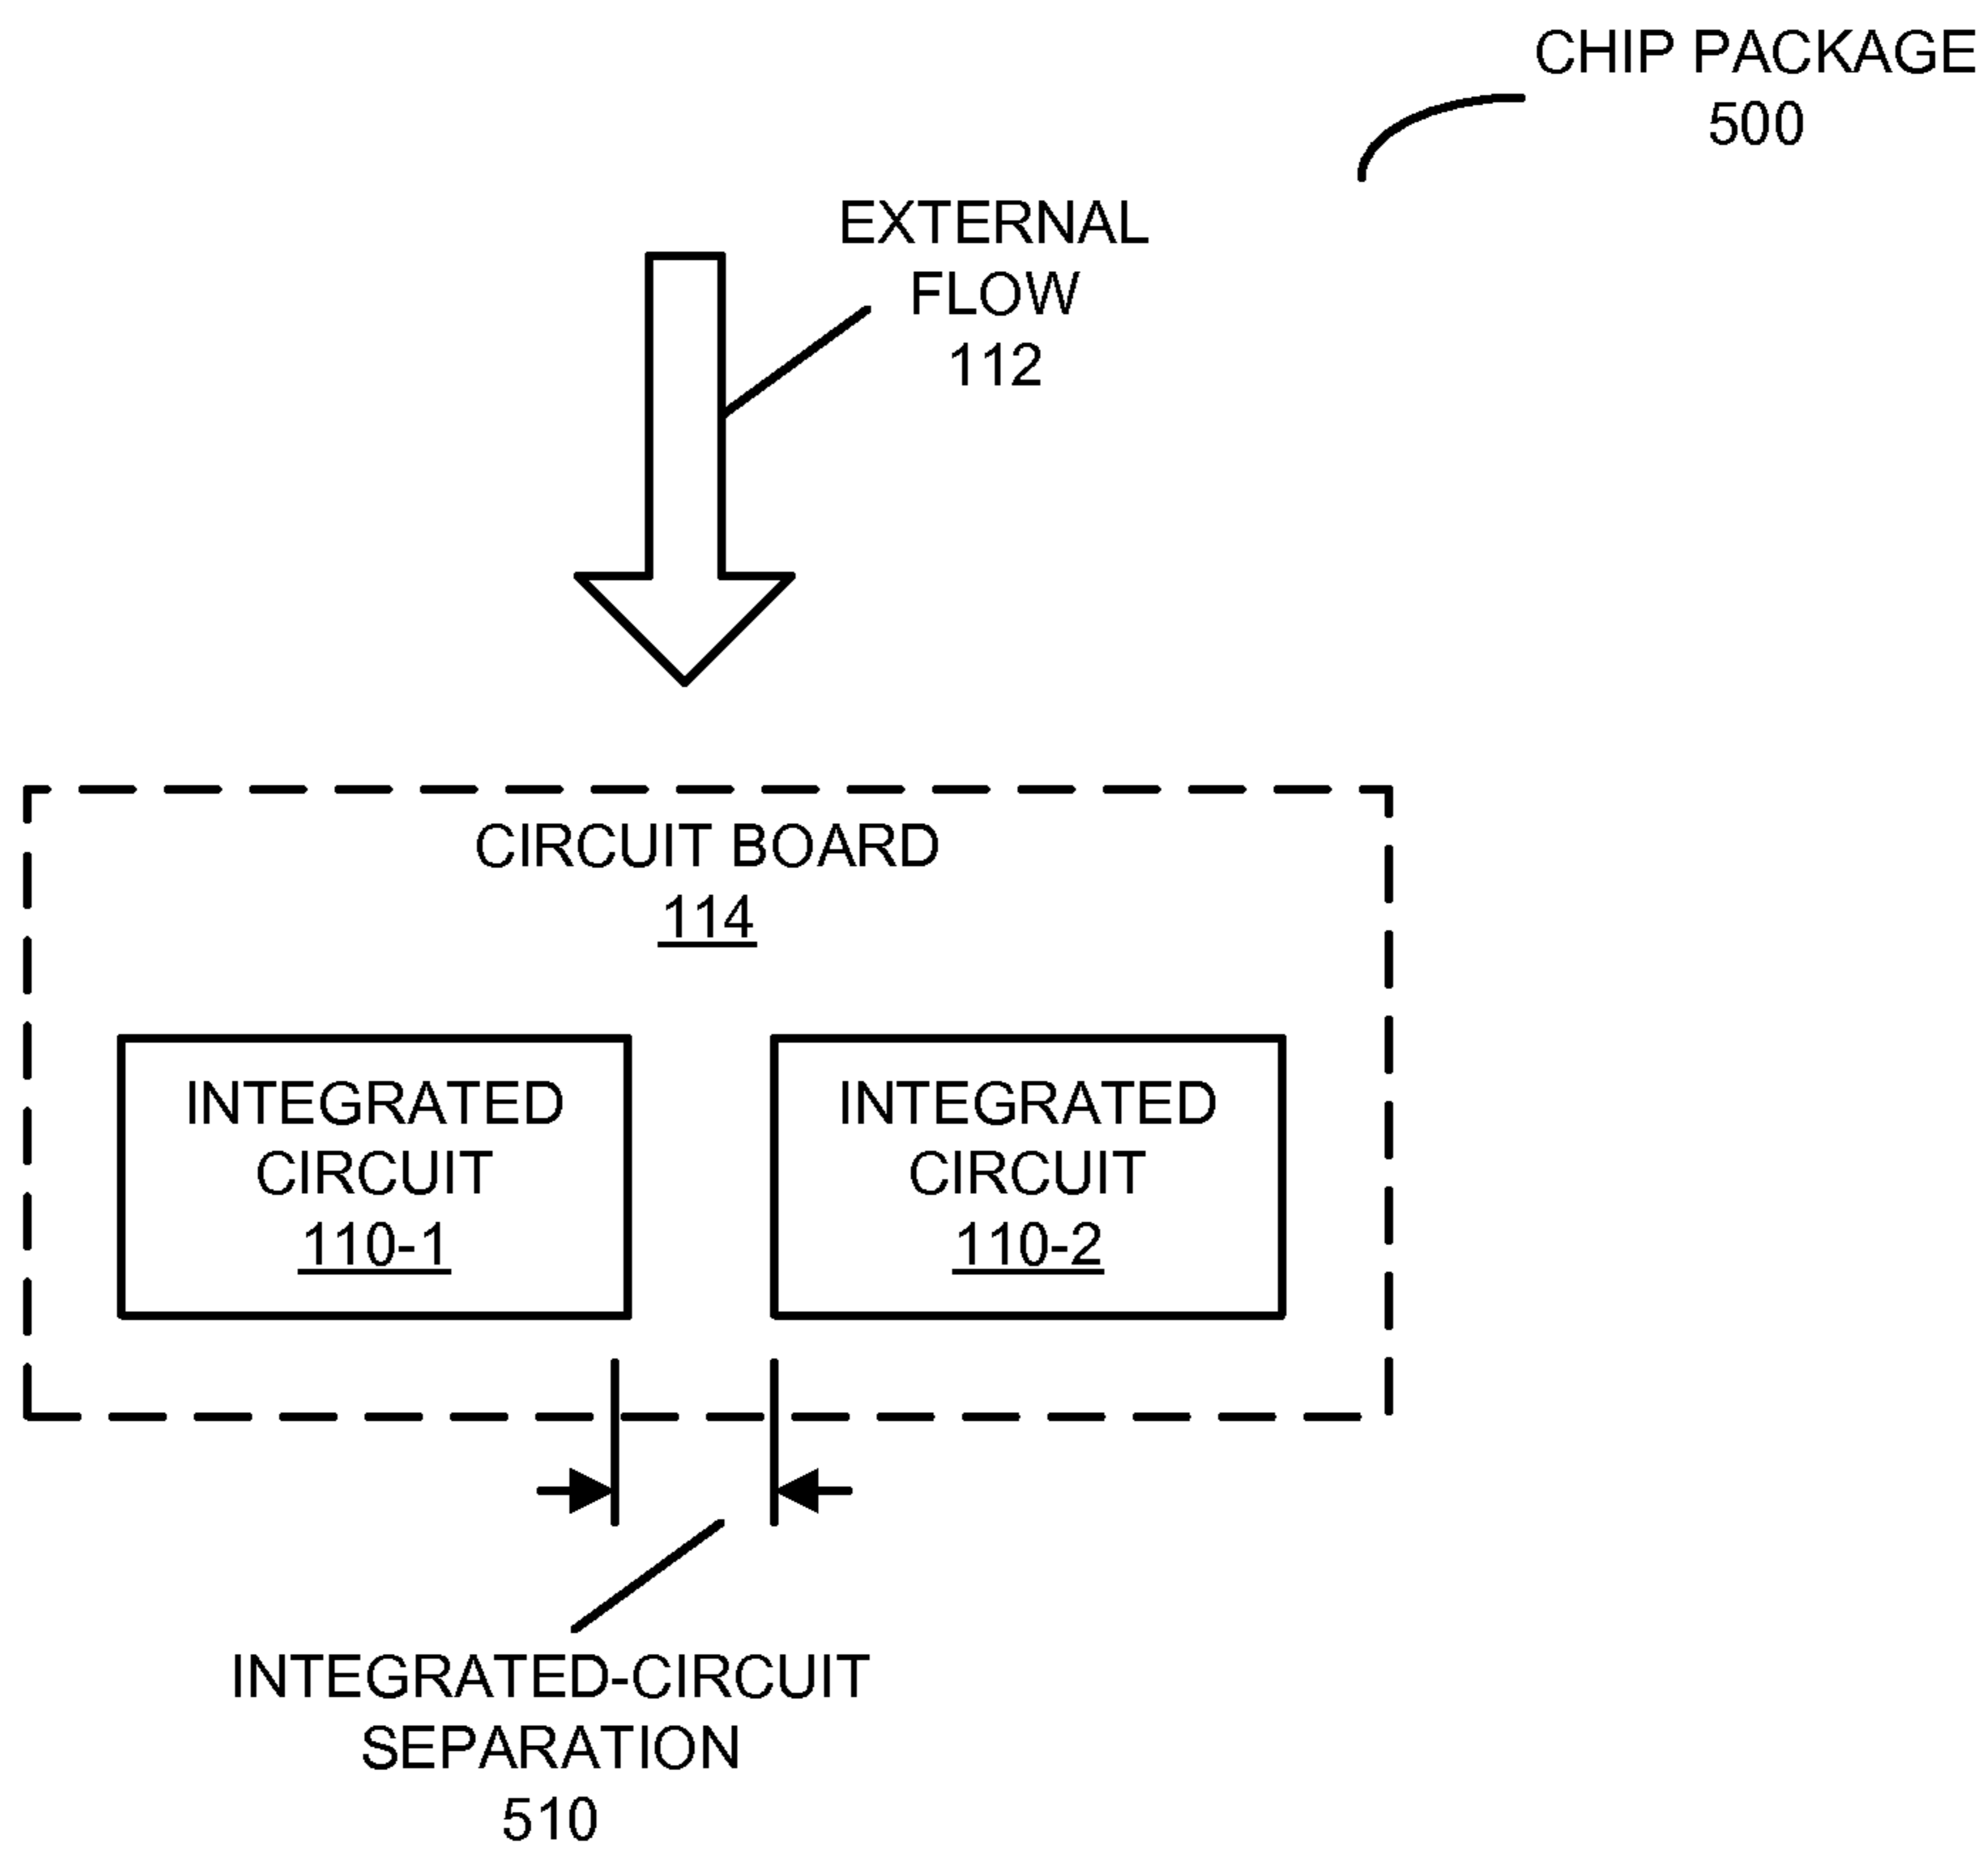 CHIP PACKAGE
500
EXTERNAL
FLOW
112
CIRCUIT BOARD
114
INTEGRATED
CIRCUIT
110-1
INTEGRATED
CIRCUIT
110-2
INTEGRATED-CIRCUIT
SEPARATION
510